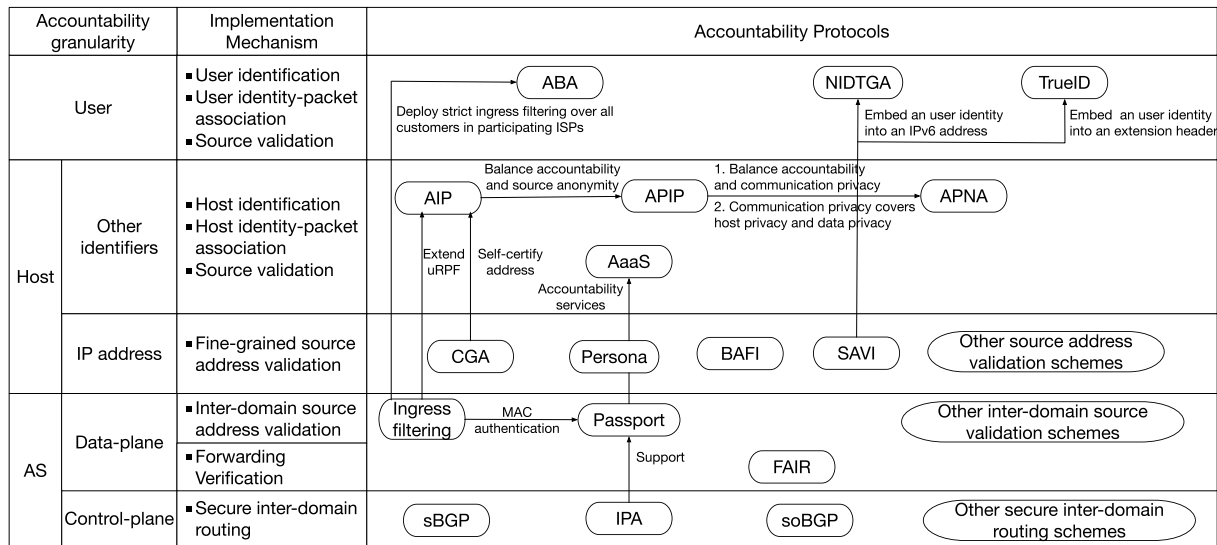 Accountability
granularity
Implementation
Mechanism
Accountability Protocols
User
▪User identification
▪User identity-packet
association
▪Source validation
ABA
NIDTGA
TrueID
Deploy strict ingress filtering over all
customers in participating ISPs
Embed an user identity
into an IPv6 address
Embed an user identity
into an extension header
Host
Other
identifiers
▪Host identification
▪Host identity-packet
association
▪Source validation
AIP
Balance accountability
and source anonymity
APIP
1. Balance accountability
and communication privacy
2. Communication privacy covers
host privacy and data privacy
APNA
Extend
uRPF
Self-certify
address
AaaS
Accountability
services
IP address
▪Fine-grained source
address validation
CGA
Persona
BAFI
SAVI
Other source address
validation schemes
AS
Data-plane
▪Inter-domain source
address validation
Ingress
filtering
MAC
authentication
Passport
Other inter-domain source
validation schemes
▪Forwarding
Verification
Support
FAIR
Control-plane
▪Secure inter-domain
routing
sBGP
IPA
soBGP
Other secure inter-domain
routing schemes